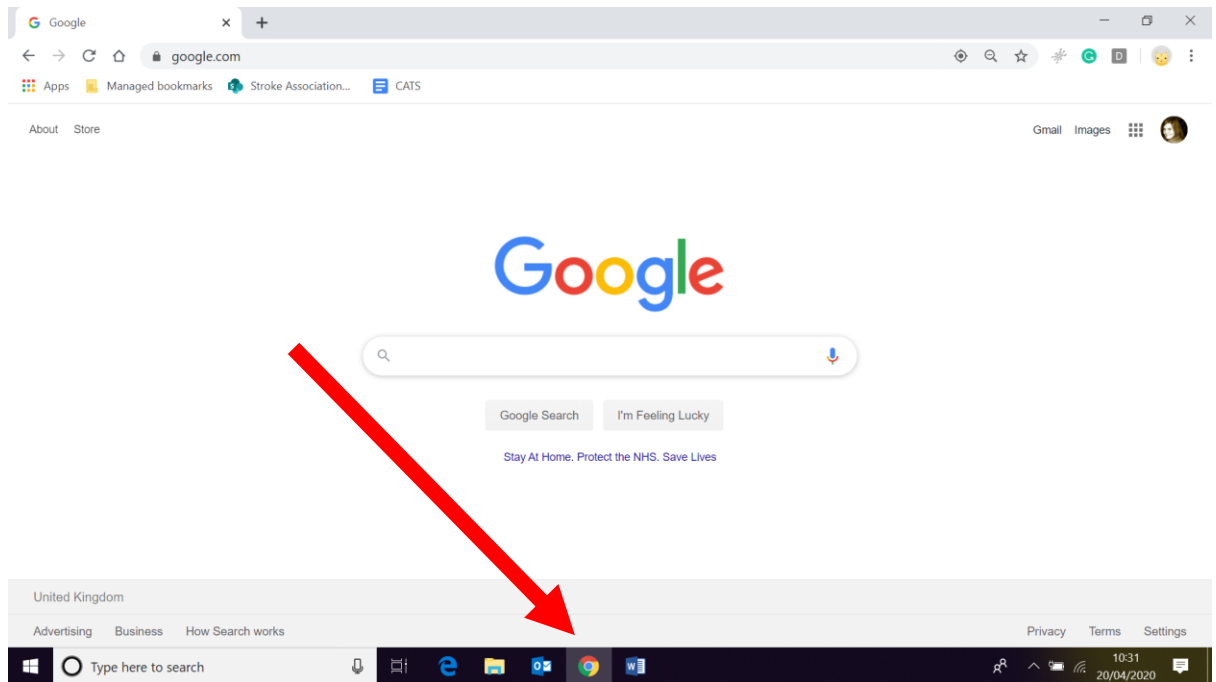 Google
google.com
Apps Managed bookmarks Stroke Association... CATS
About Store Gmail Images
Google
Google Search I'm Feeling Lucky
Stay At Home. Protect the NHS. Save Lives
United Kingdom
Advertising Business How Search works Privacy Terms Settings
Type here to search
10:31
20/04/2020